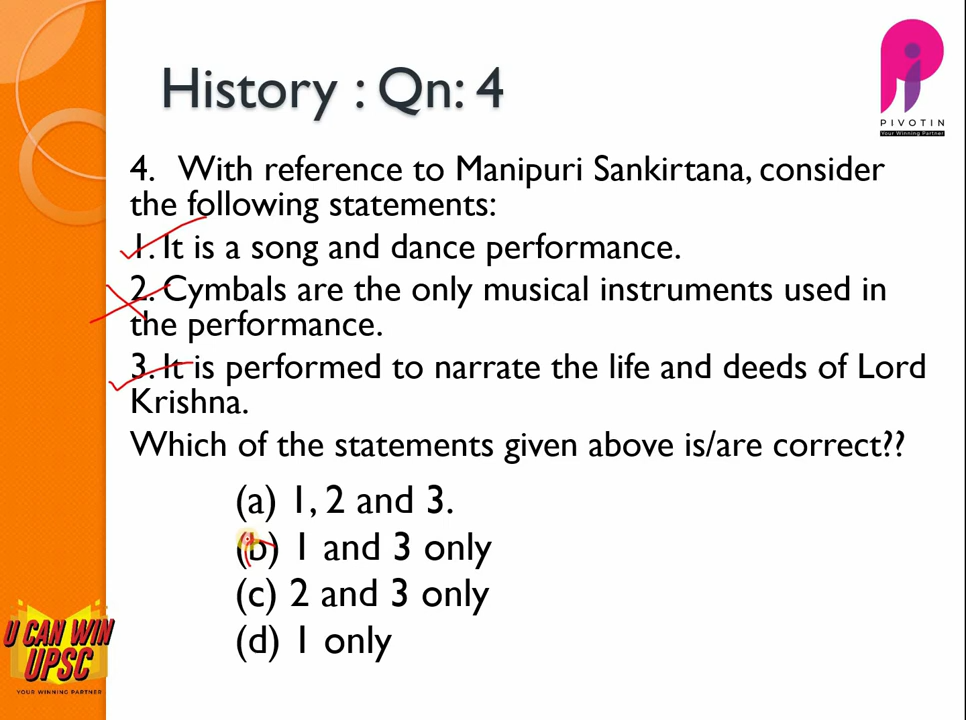 History : Qn: 4
PIVOTIN
Your Winning Partner
4. With reference to Manipuri Sankirtana, consider
the following statements:
1. It is a song and dance performance.
2. Cymbals are the only musical instruments used in
the performance.
3. It is performed to narrate the life and deeds of Lord
Krishna.
Which of the statements given above is/are correct??
(a) 1, 2 and 3.
(b) 1 and 3 only
(c) 2 and 3 only
(d) 1 only
U CAN WIN
UPSC
YOUR WINNING PARTNER